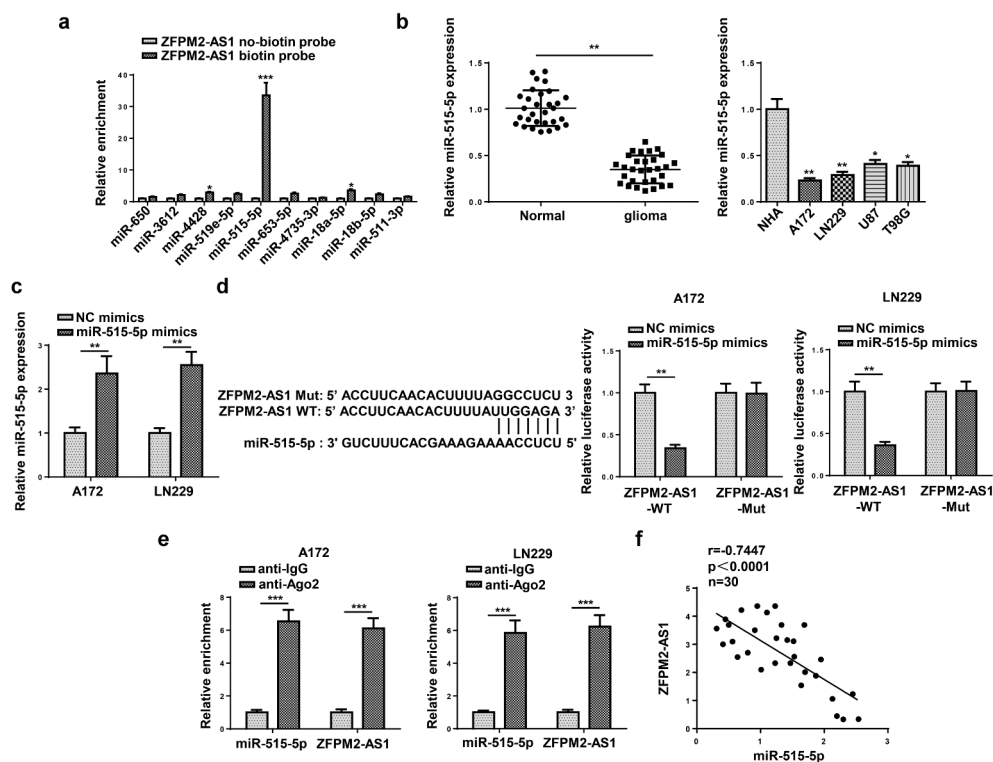 a
ZFPM2-AS1 no-biotin probe
ZFPM2-AS1 biotin probe
Relative enrichment
40
30
20
10
0
*
***
*
miR-650
miR-3612
miR-4428
miR-519e-5p
miR-515-5p
miR-653-5p
miR-4735-3p
miR-18a-5p
miR-18b-5p
miR-511-3p
b
Relative miR-515-5p expression
1.5
1.0
0.5
0.0
**
Normal
glioma
Relative miR-515-5p expression
1.5
1.0
0.5
0.0
**
**
*
*
NHA
A172
LN229
U87
T98G
c
NC mimics
miR-515-5p mimics
Relative miR-515-5p expression
3
2
1
0
**
**
A172
LN229
d
ZFPM2-AS1 Mut: 5' ACCUUCAACACUUUUAGGCCUCU 3
ZFPM2-AS1 WT: 5' ACCUUCAACACUUUUAUUGGAGA 3'
miR-515-5p : 3' GUCUUUCACGAAAGAAAACCUCU 5'
A172
NC mimics
miR-515-5p mimics
Relative luciferase activity
1.5
1.0
0.5
0.0
**
ZFPM2-AS1
-WT
ZFPM2-AS1
-Mut
LN229
NC mimics
miR-515-5p mimics
Relative luciferase activity
1.5
1.0
0.5
0.0
**
ZFPM2-AS1
-WT
ZFPM2-AS1
-Mut
e
A172
anti-IgG
anti-Ago2
Relative enrichment
8
6
4
2
0
***
***
miR-515-5p
ZFPM2-AS1
LN229
anti-IgG
anti-Ago2
Relative enrichment
8
6
4
2
0
***
***
miR-515-5p
ZFPM2-AS1
f
r=-0.7447
p<0.0001
n=30
ZFPM2-AS1
5
4
3
2
1
0
0
1
2
3
miR-515-5p